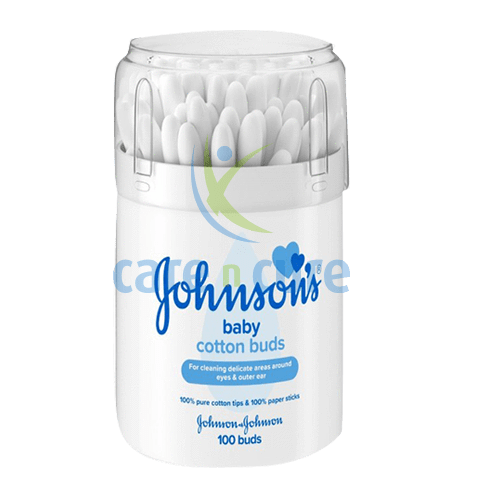 care n cure
Johnson's
baby
cotton buds
For cleaning delicate areas around
eyes & outer ear
100% pure cotton tips & 100% paper sticks
Johnson & Johnson
100 buds